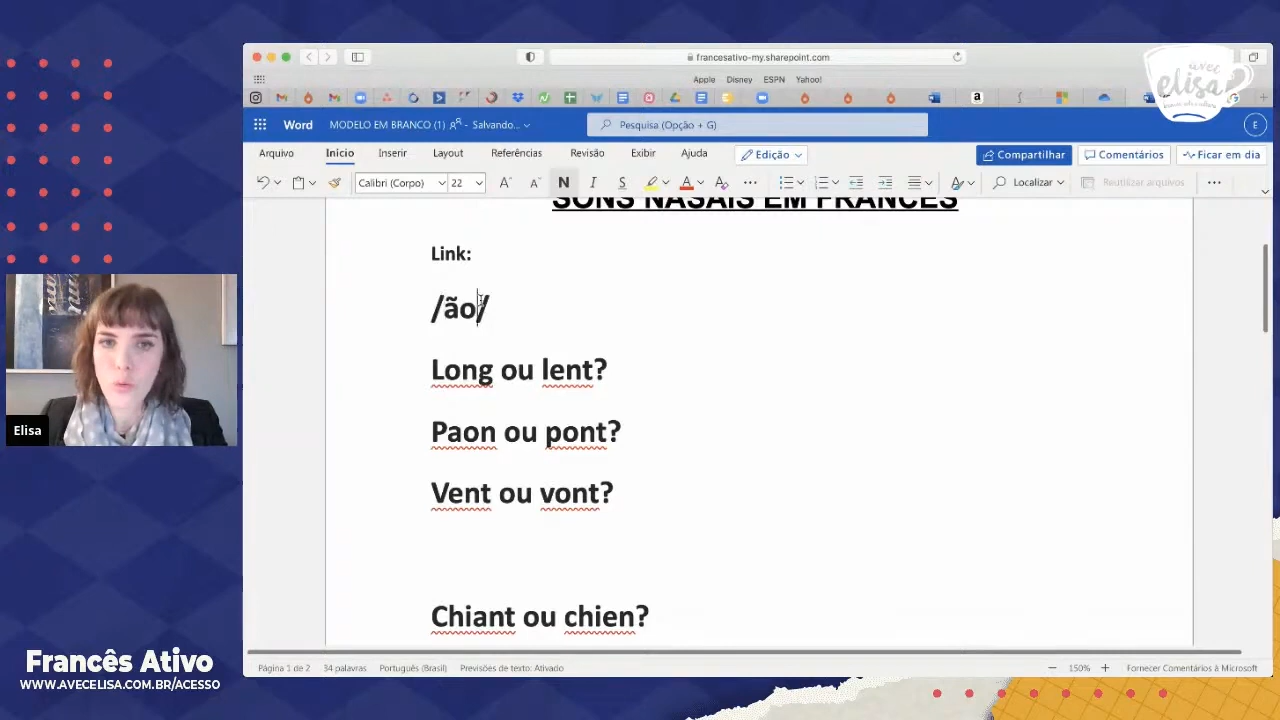 francesativo-my.sharepoint.com
Apple Disney ESPN Yahoo!
avec
elisa
Word MODELO EM BRANCO (1) - Salvando... Pesquisa (Opção + G) E
Arquivo Início Inserir Layout Referências Revisão Exibir Ajuda Edição Compartilhar Comentários Ficar em dia
Calibri (Corpo) 22 A A N I S A A Localizar Reutilizar arquivos ...
SONS NASAIS EM FRANCÊS
Link:
/ão/
Long ou lent?
Paon ou pont?
Vent ou vont?
Chiant ou chien?
Elisa
Francês Ativo
WWW.AVECELISA.COM.BR/ACESSO
Página 1 de 2 34 palavras Português (Brasil) Previsões de texto: Ativado 150% Fornecer Comentários à Microsoft